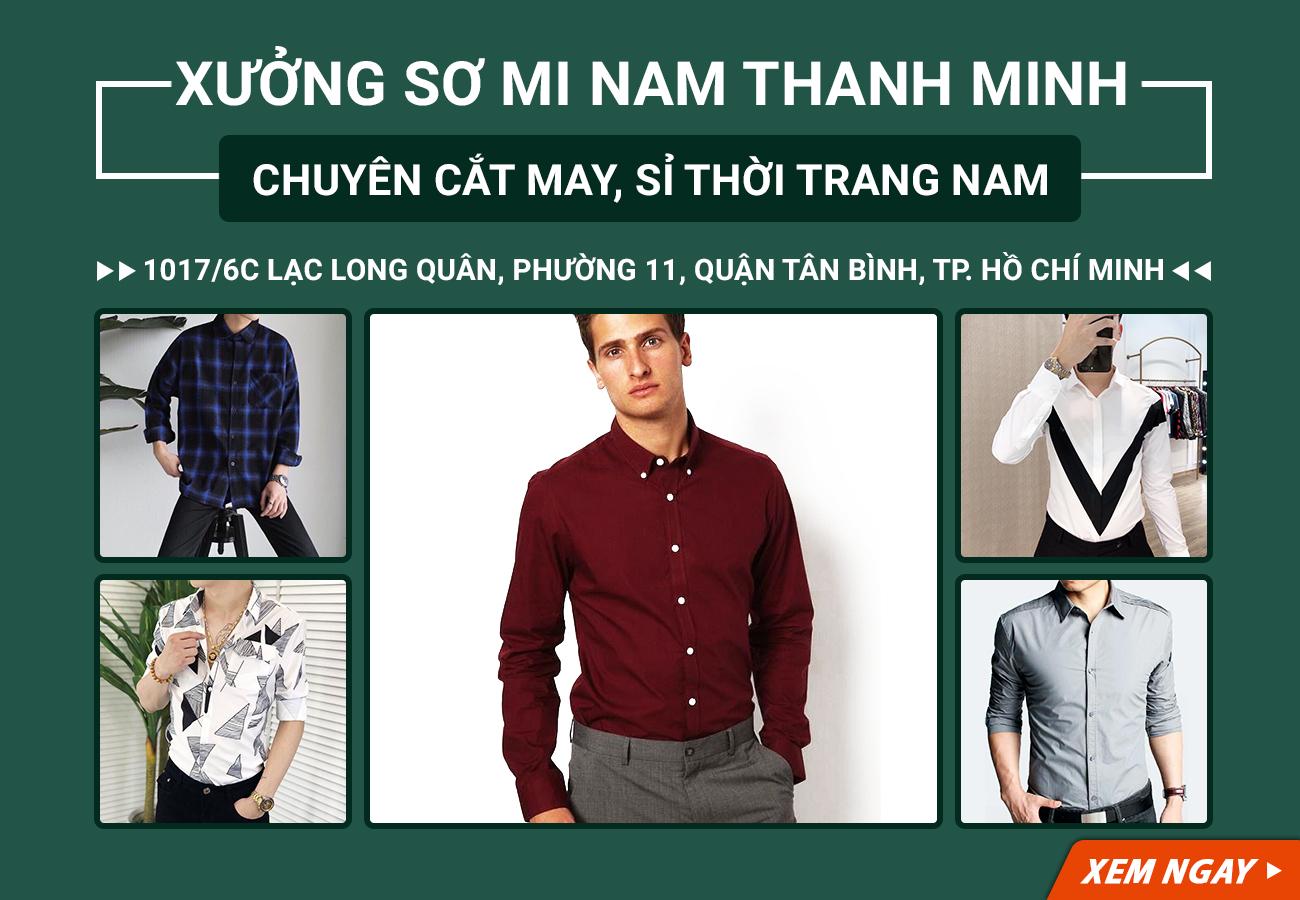 XƯỞNG SƠ MI NAM THANH MINH
CHUYÊN CẮT MAY, SỈ THỜI TRANG NAM
1017/6C LẠC LONG QUÂN, PHƯỜNG 11, QUẬN TÂN BÌNH, TP. HỒ CHÍ MINH
XEM NGAY